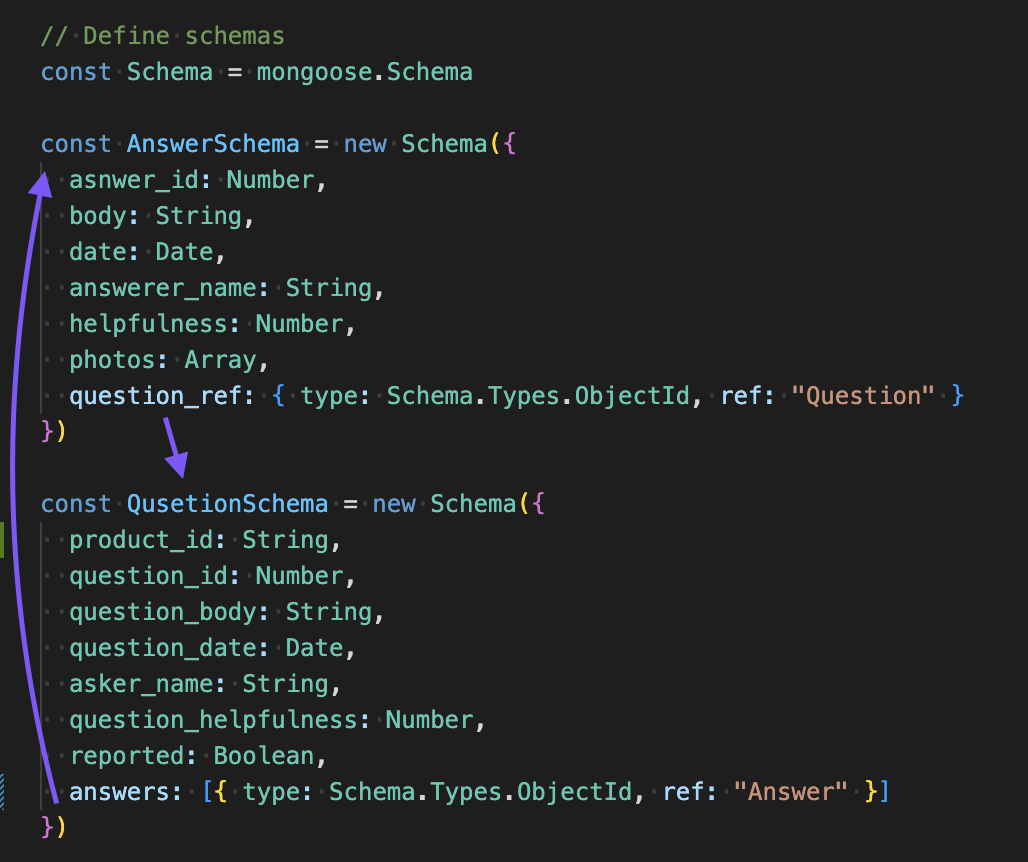 // Define schemas
const Schema = mongoose.Schema
const AnswerSchema = new Schema({
asnwer_id: Number,
body: String,
date: Date,
answerer_name: String,
helpfulness: Number,
photos: Array,
question_ref: { type: Schema.Types.ObjectId, ref: "Question" }
})
const QusetionSchema = new Schema({
product_id: String,
question_id: Number,
question_body: String,
question_date: Date,
asker_name: String,
question_helpfulness: Number,
reported: Boolean,
answers: [{ type: Schema.Types.ObjectId, ref: "Answer" }]
})